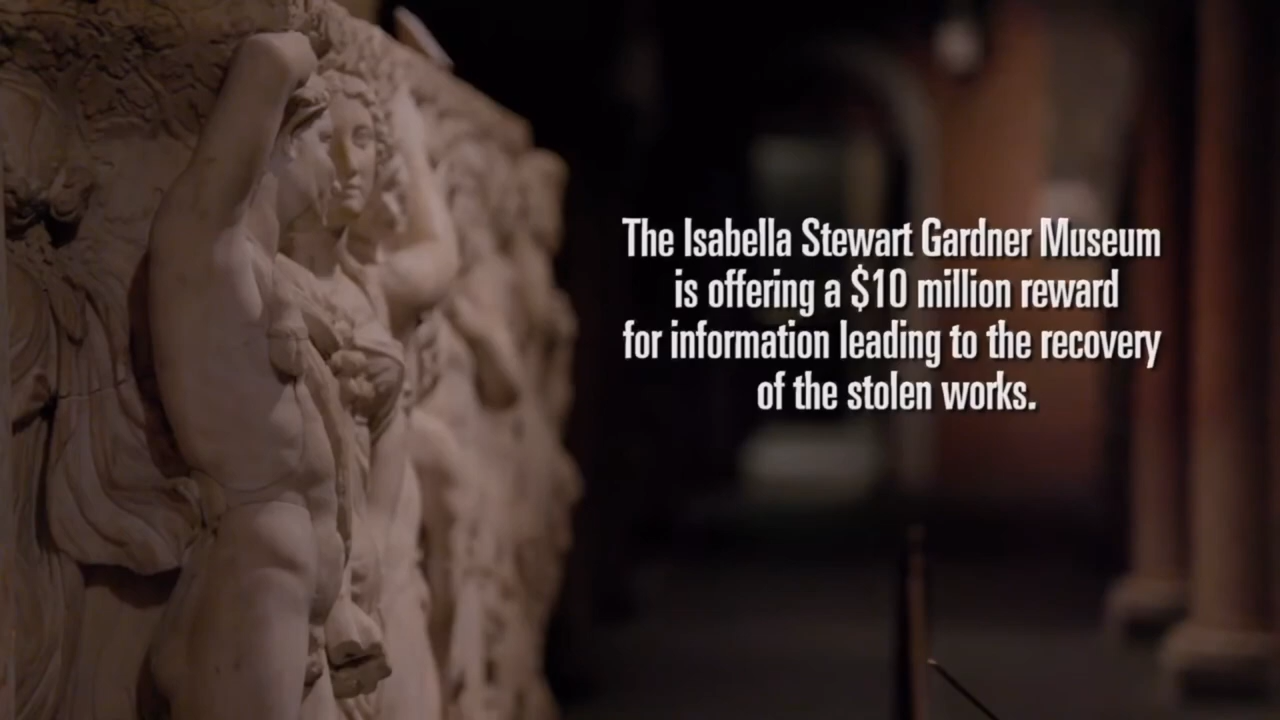 The Isabella Stewart Gardner Museum
is offering a $10 million reward
for information leading to the recovery
of the stolen works.